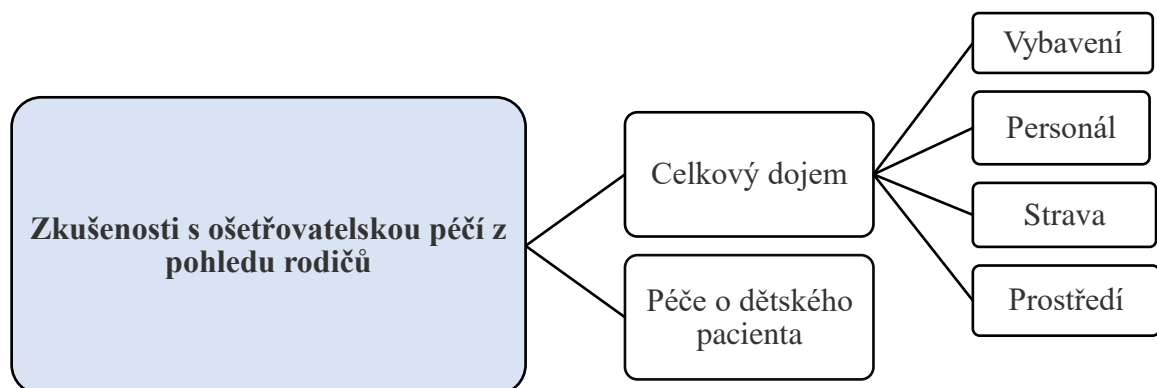 Zkušenosti s ošetřovatelskou péčí z
pohledu rodičů
Celkový dojem
Péče o dětského
pacienta
Vybavení
Personál
Strava
Prostředí